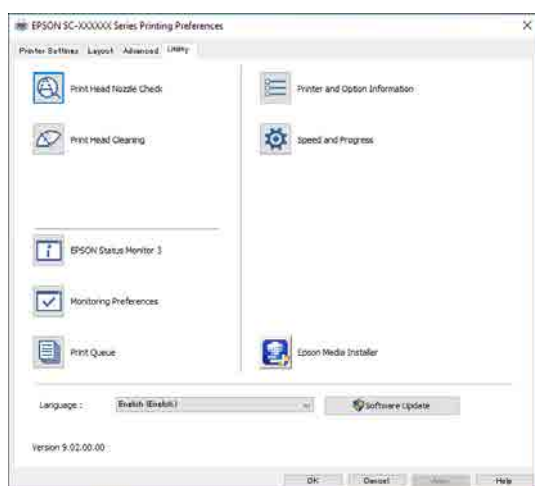 EPSON SC-XXXXXX Series Printing Preferences
Printer Settings Layout Advanced Utility
Print Head Nozzle Check
Printer and Option Information
Print Head Cleaning
Speed and Progress
EPSON Status Monitor 3
Monitoring Preferences
Print Queue
Epson Media Installer
Language :
English (English)
Software Update
Version 9.02.00.00
OK Cancel Help